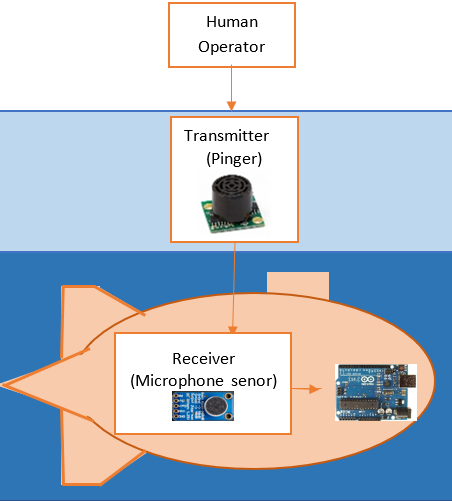 Human
Operator
Transmitter
(Pinger)
Receiver
(Microphone senor)